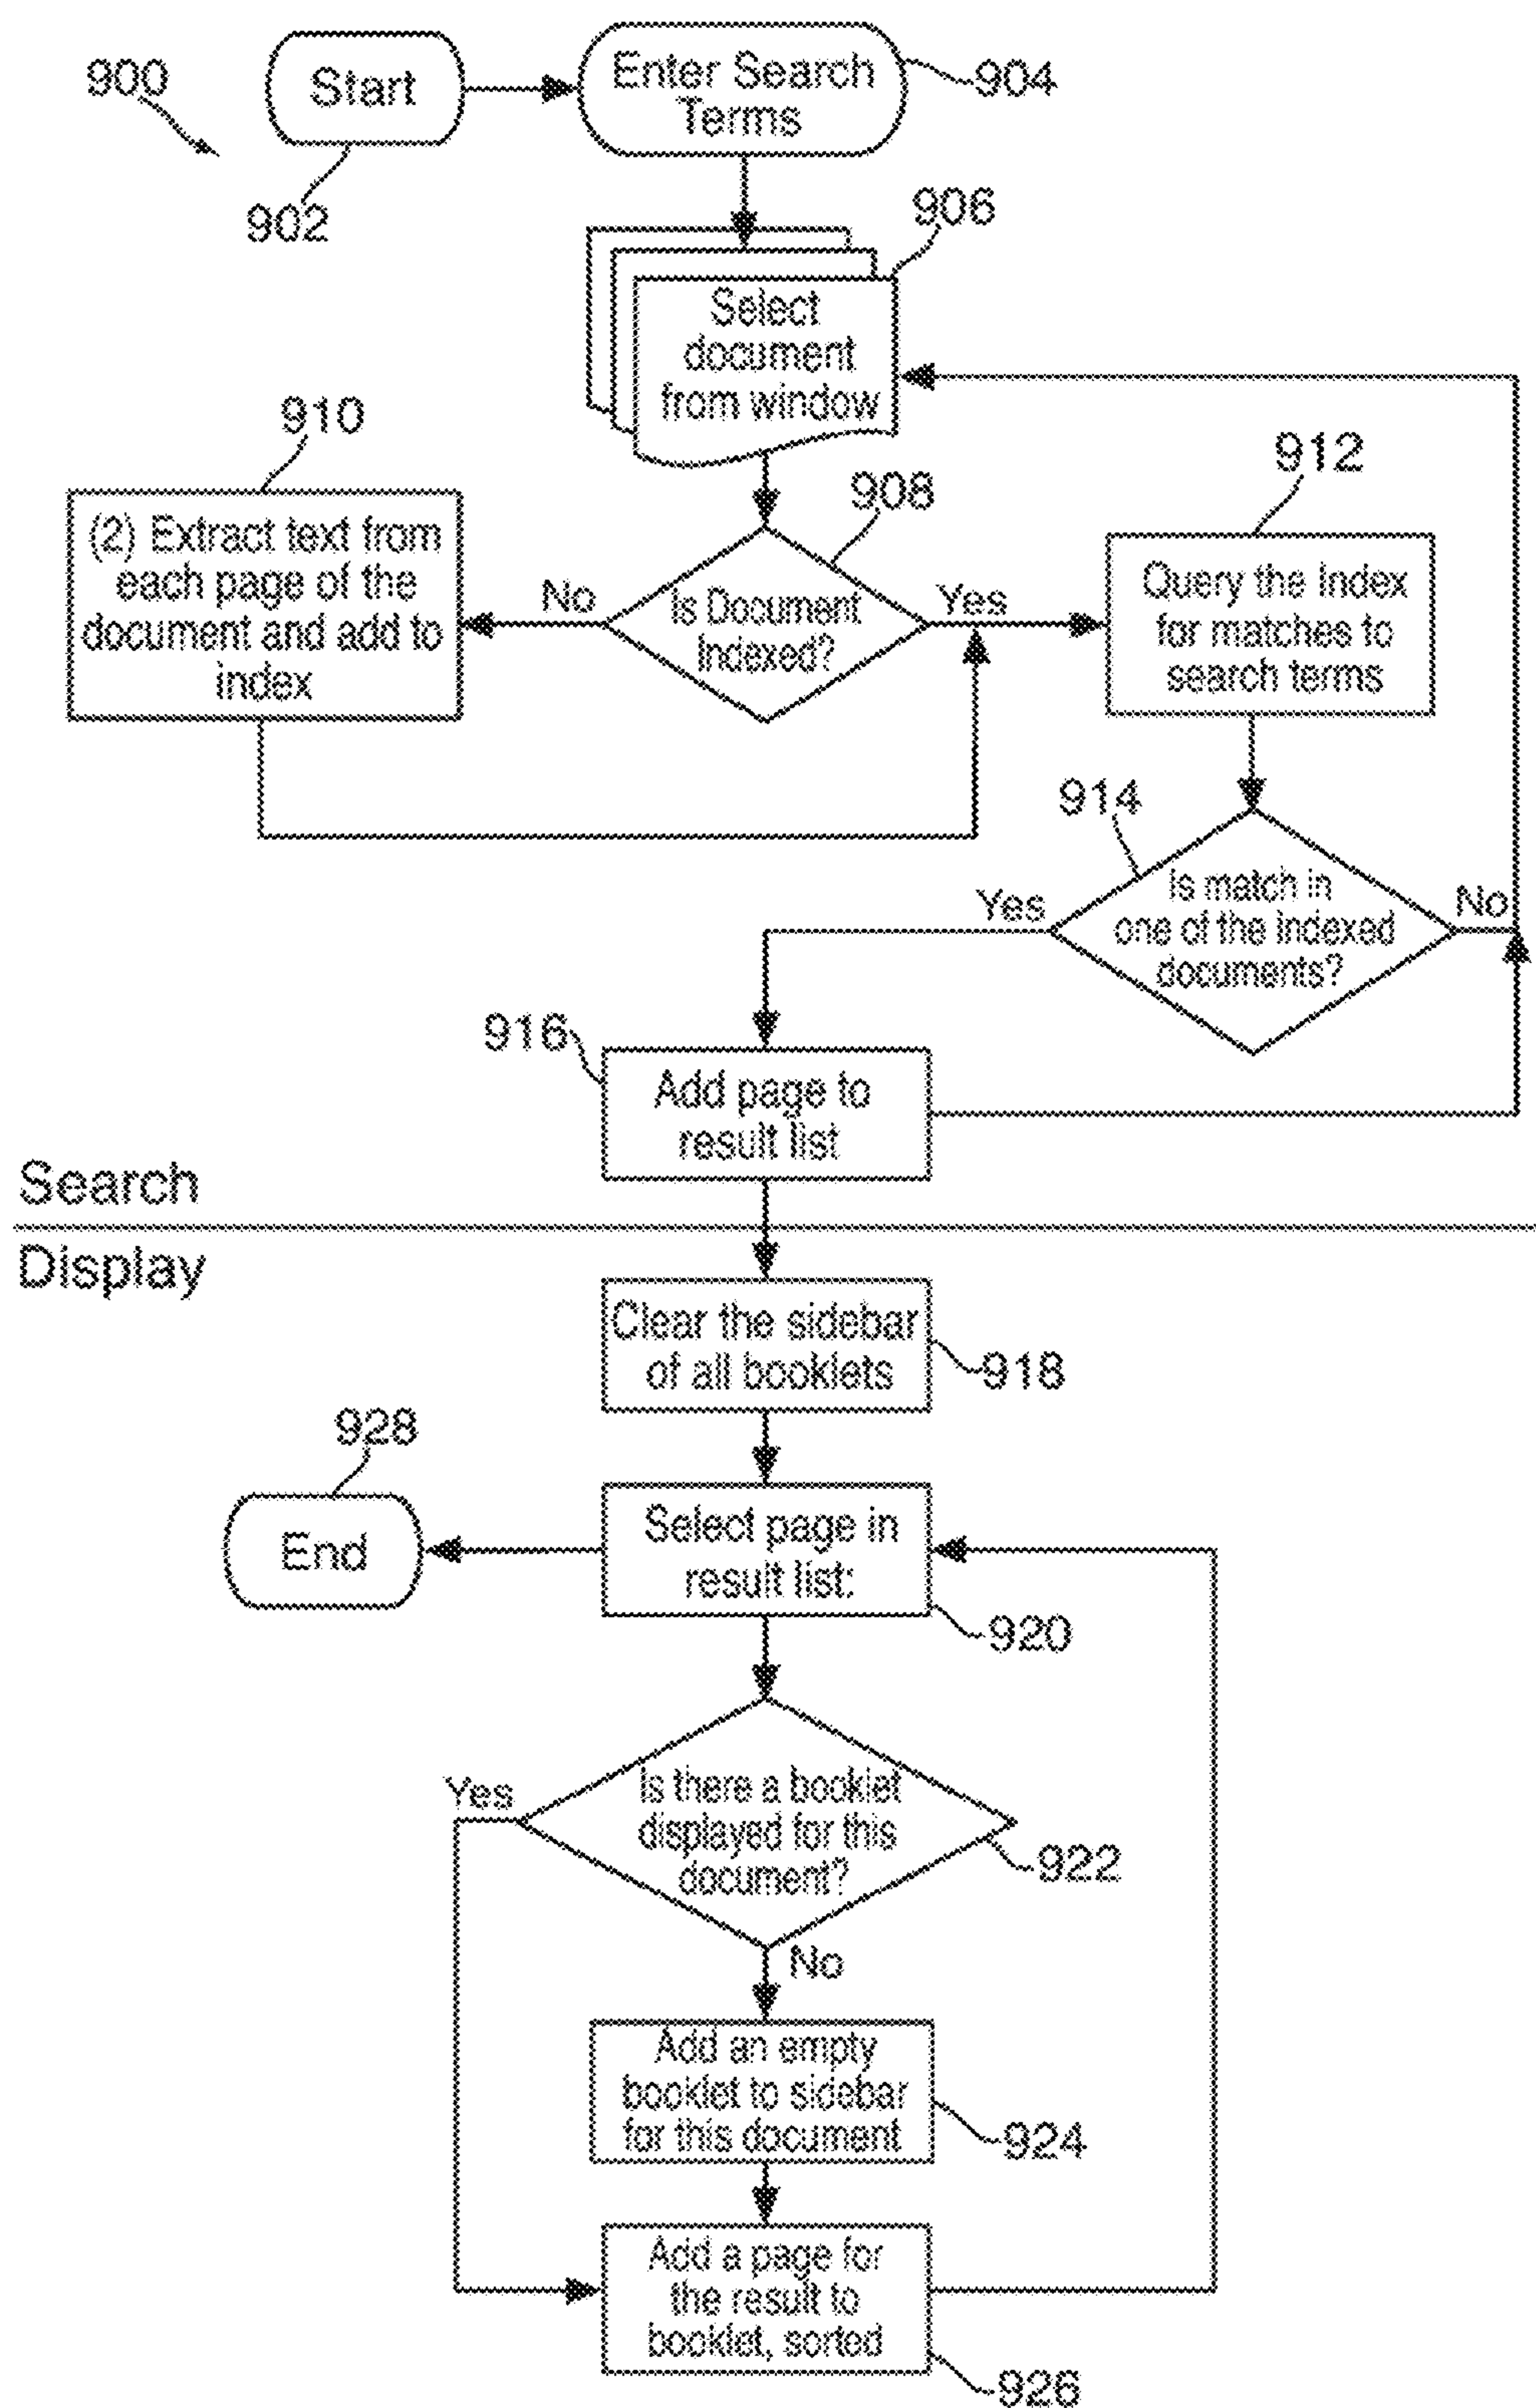 900
Start
902
Enter Search
Terms
904
906
Select
document
from window
910
(2) Extract text from
each page of the
document and add to
index
908
No
Is Document
Indexed?
Yes
912
Query the Index
for matches to
search terms
914
Yes
Is match in
one of the indexed
documents?
No
916
Add page to
result list
Search
Display
Clear the sidebar
of all booklets
918
928
End
Select page in
result list:
920
Yes
Is there a booklet
displayed for this
document?
922
No
Add an empty
booklet to sidebar
for this document
924
Add a page for
the result to
booklet, sorted
926